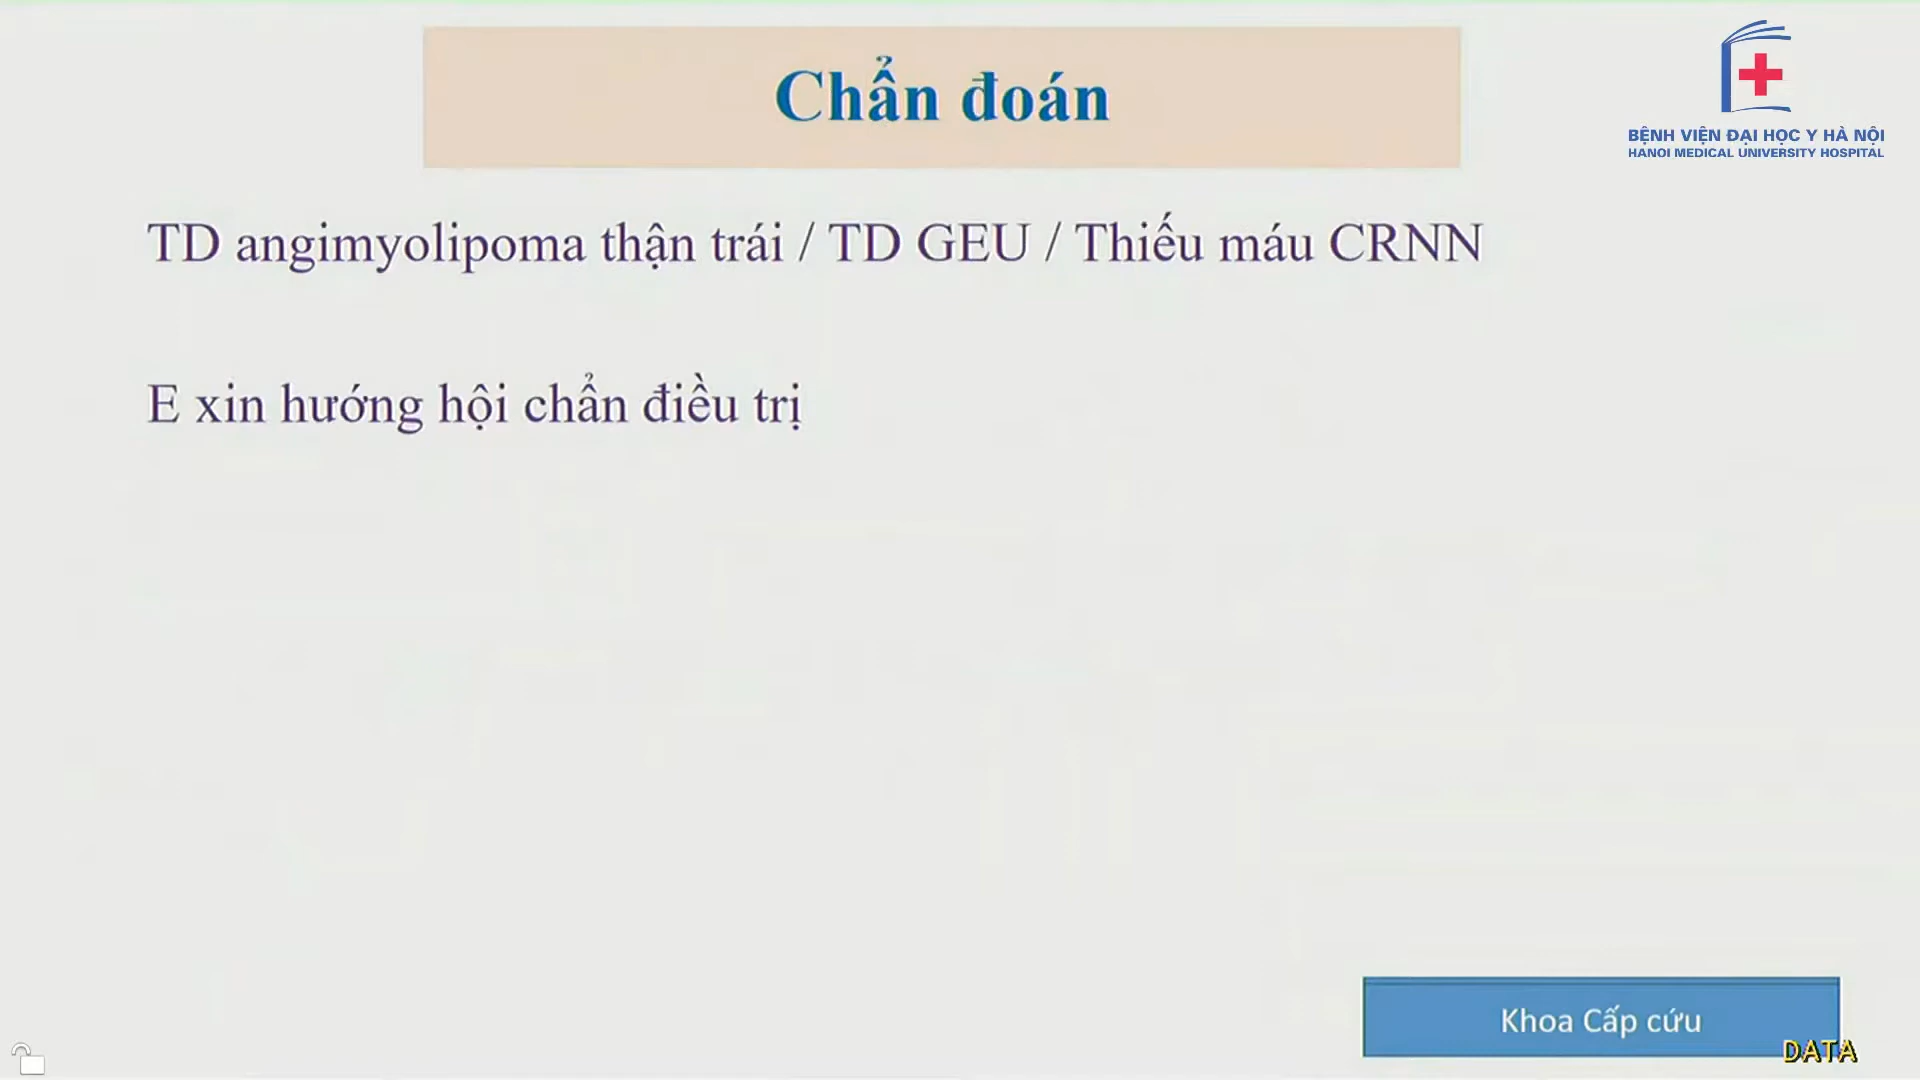 Chẩn đoán
BỆNH VIỆN ĐẠI HỌC Y HÀ NỘI
HANOI MEDICAL UNIVERSITY HOSPITAL
TD angimyolipoma thận trái / TD GEU / Thiếu máu CRNN
E xin hướng hội chẩn điều trị
Khoa Cấp cứu
DATA